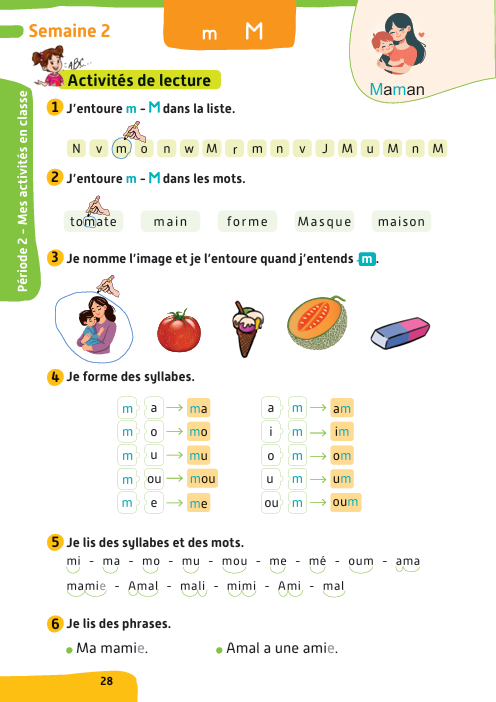 Semaine 2
m M
Maman
ABC...
Activités de lecture
Période 2 – Mes activités en classe
1 J'entoure m - M dans la liste.
N v m o n w M r m n v J M u M n M
2 J'entoure m - M dans les mots.
tomate main forme Masque maison
3 Je nomme l'image et je l'entoure quand j'entends m.
4 Je forme des syllabes.
m a → ma a m → am
m o → mo i m → im
m u → mu o m → om
m ou → mou u m → um
m e → me ou m → oum
5 Je lis des syllabes et des mots.
mi - ma - mo - mu - mou - me - mé - oum - ama
mamie - Amal - mali - mimi - Ami - mal
6 Je lis des phrases.
• Ma mamie. • Amal a une amie.
28